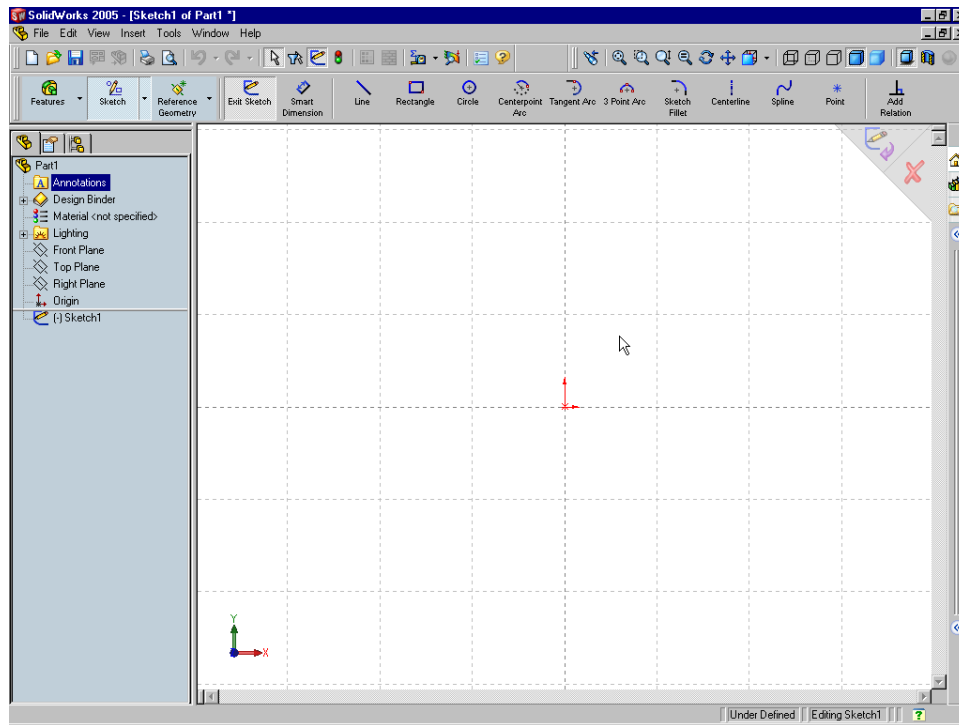 SolidWorks 2005 - [Sketch1 of Part1 *]
File Edit View Insert Tools Window Help
Features Sketch Reference Geometry Exit Sketch Smart Dimension Line Rectangle Circle Centerpoint Arc Tangent Arc 3 Point Arc Sketch Fillet Centerline Spline Point Add Relation
Part1
A Annotations
Design Binder
Material <not specified>
Lighting
Front Plane
Top Plane
Right Plane
Origin
(-) Sketch1
Y
X
Under Defined Editing Sketch1 ?